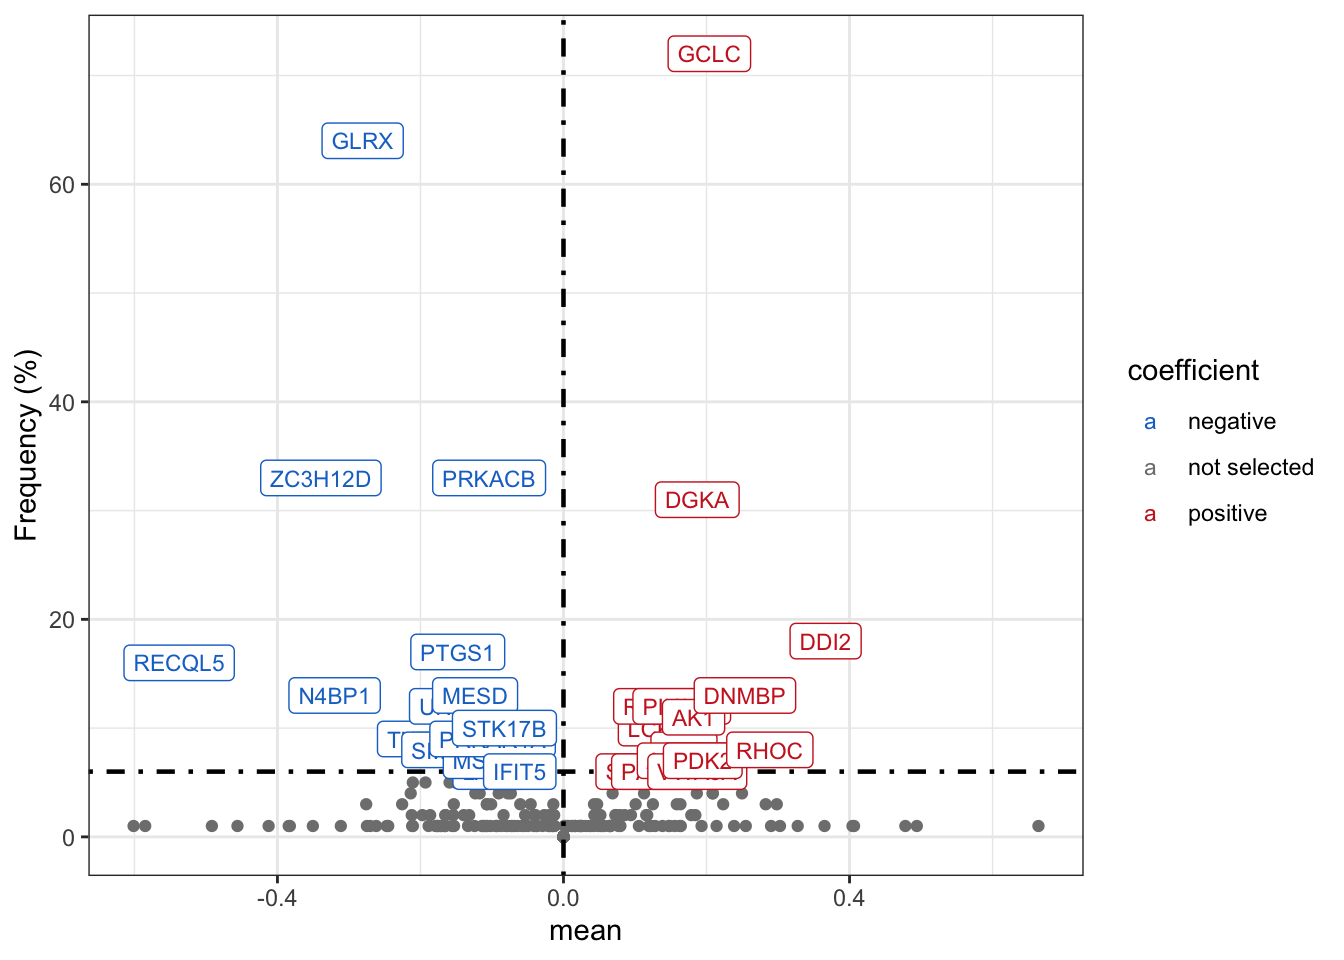 GCLC
GLRX
60
Frequency (%)
40
ZC3H12D
PRKACB
DGKA
20
DDI2
PTGS1
RECQL5
N4BP1
MESD
DNMBP
AKT
STK17B
RHOC
PDK2
IFIT5
0
-0.4
0.0
0.4
mean
coefficient
a negative
a not selected
a positive